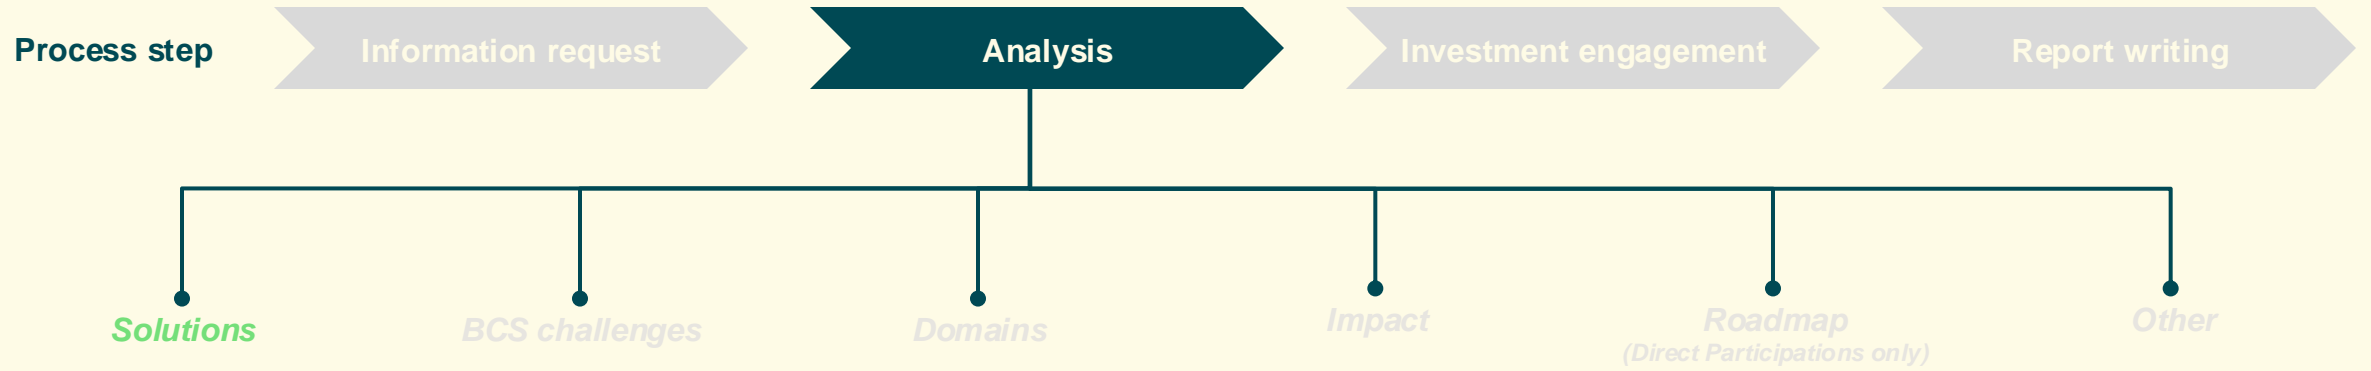 Process step
Information request
Analysis
Investment engagement
Report writing
Solutions
BCS challenges
Domains
Impact
Roadmap
(Direct Participations only)
Other